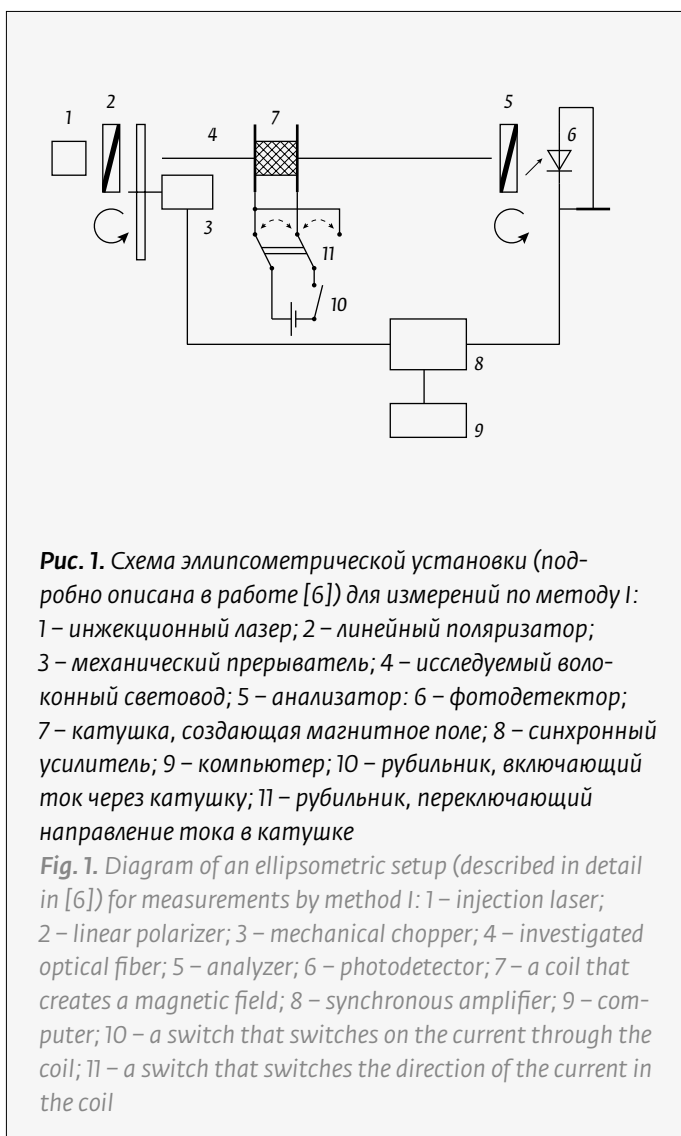 1
2
3
4
7
5
6
11
10
8
9
Рис. 1. Схема эллипсометрической установки (под-
робно описана в работе [6]) для измерений по методу I:
1 – инжекционный лазер; 2 – линейный поляризатор;
3 – механический прерыватель; 4 – исследуемый воло-
конный световод; 5 – анализатор: 6 – фотодетектор;
7 – катушка, создающая магнитное поле; 8 – синхронный
усилитель; 9 – компьютер; 10 – рубильник, включающий
ток через катушку; 11 – рубильник, переключающий
направление тока в катушке
Fig. 1. Diagram of an ellipsometric setup (described in detail
in [6]) for measurements by method I: 1 – injection laser;
2 – linear polarizer; 3 – mechanical chopper; 4 – investigated
optical fiber; 5 – analyzer; 6 – photodetector; 7 – a coil that
creates a magnetic field; 8 – synchronous amplifier; 9 – com-
puter; 10 – a switch that switches on the current through the
coil; 11 – a switch that switches the direction of the current in
the coil